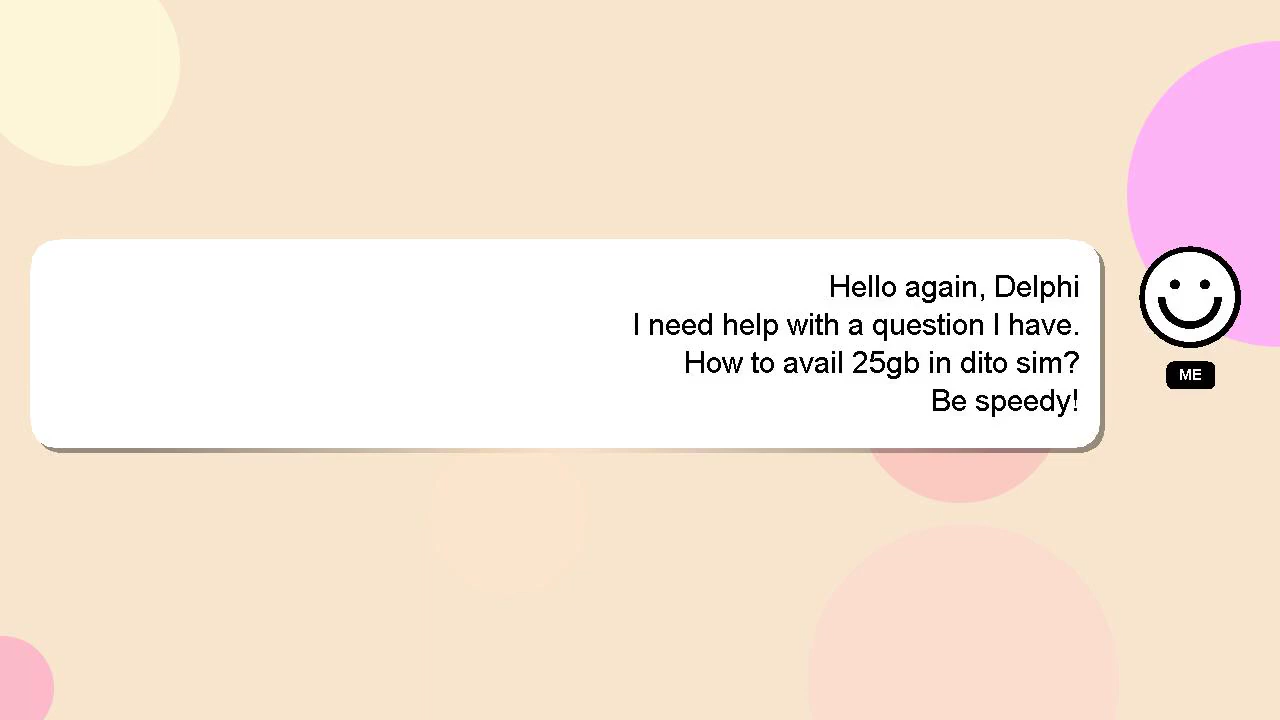 Hello again, Delphi
I need help with a question I have.
How to avail 25gb in dito sim?
Be speedy!
ME